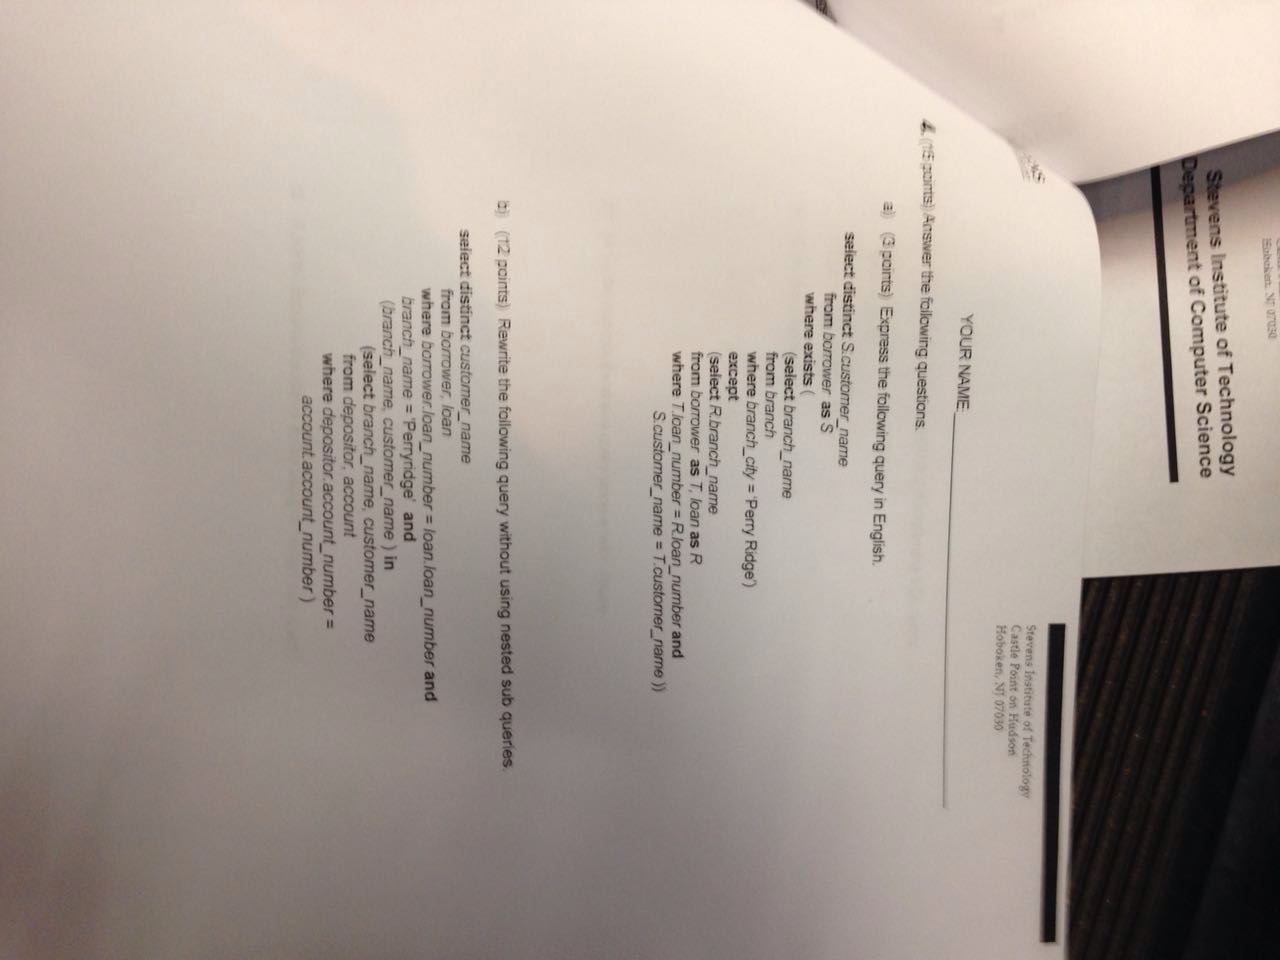 Hoboken, NJ 07030
Stevens Institute of Technology
Department of Computer Science
Stevens Institute of Technology
Castle Point on Hudson
Hoboken, NJ 07030
YOUR NAME:
4. (15 points) Answer the following questions.
a) (3 points) Express the following query in English.
select distinct S.customer_name
from borrower as S
where exists (
(select branch_name
from branch
where branch_city = 'Perry Ridge')
except
(select R.branch_name
from borrower as T, loan as R
where T.loan_number = R.loan_number and
S.customer_name = T.customer_name ))
b) (12 points) Rewrite the following query without using nested sub queries.
select distinct customer_name
from borrower, loan
where borrower.loan_number = loan.loan_number and
branch_name = 'Perryridge' and
(branch_name, customer_name ) in
(select branch_name, customer_name
from depositor, account
where depositor.account_number =
account.account_number )